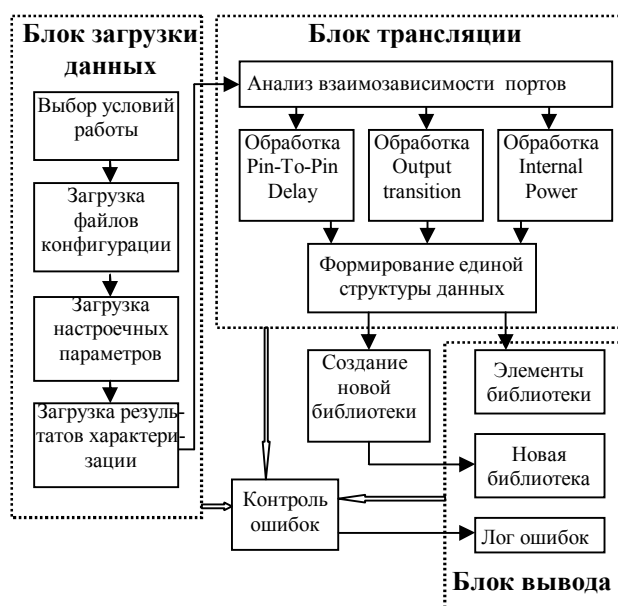 Блок загрузки
данных
Выбор условий
работы
Загрузка
файлов
конфигурации
Загрузка
настроечных
параметров
Загрузка резуль-
татов характери-
зации
Блок трансляции
Анализ взаимозависимости портов
Обработка
Pin-To-Pin
Delay
Обработка
Output
transition
Обработка
Internal
Power
Формирование единой
структуры данных
Создание
новой
библиотеки
Элементы
библиотеки
Новая
библиотека
Контроль
ошибок
Лог ошибок
Блок вывода